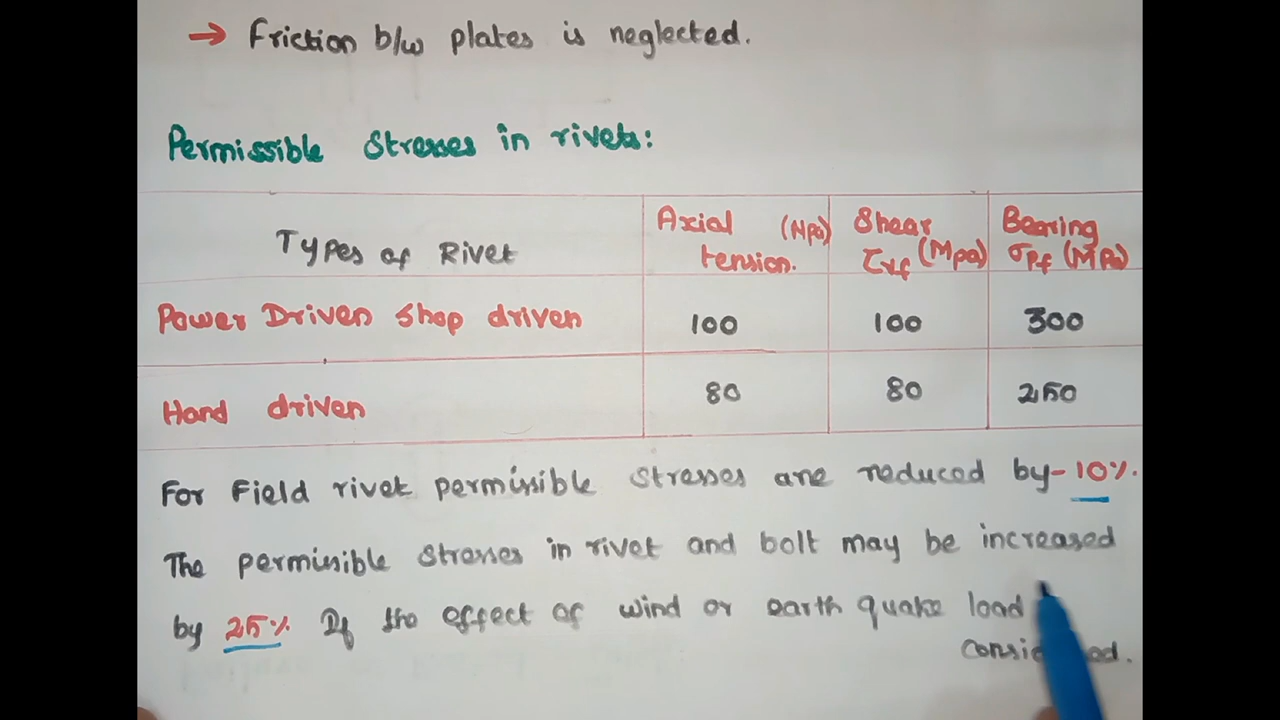 → Friction b/w plates is neglected.
Permissible Stresses in rivets:
Types of Rivet
Axial (MPa) tension.
Shear τvf (Mpa)
Bearing σPf (MPa)
Power Driven Shop driven 100 100 300
Hand driven 80 80 250
For Field rivet permissible stresses are reduced by - 10%.
The permissible stresses in rivet and bolt may be increased
by 25% If the effect of wind or earth quake load